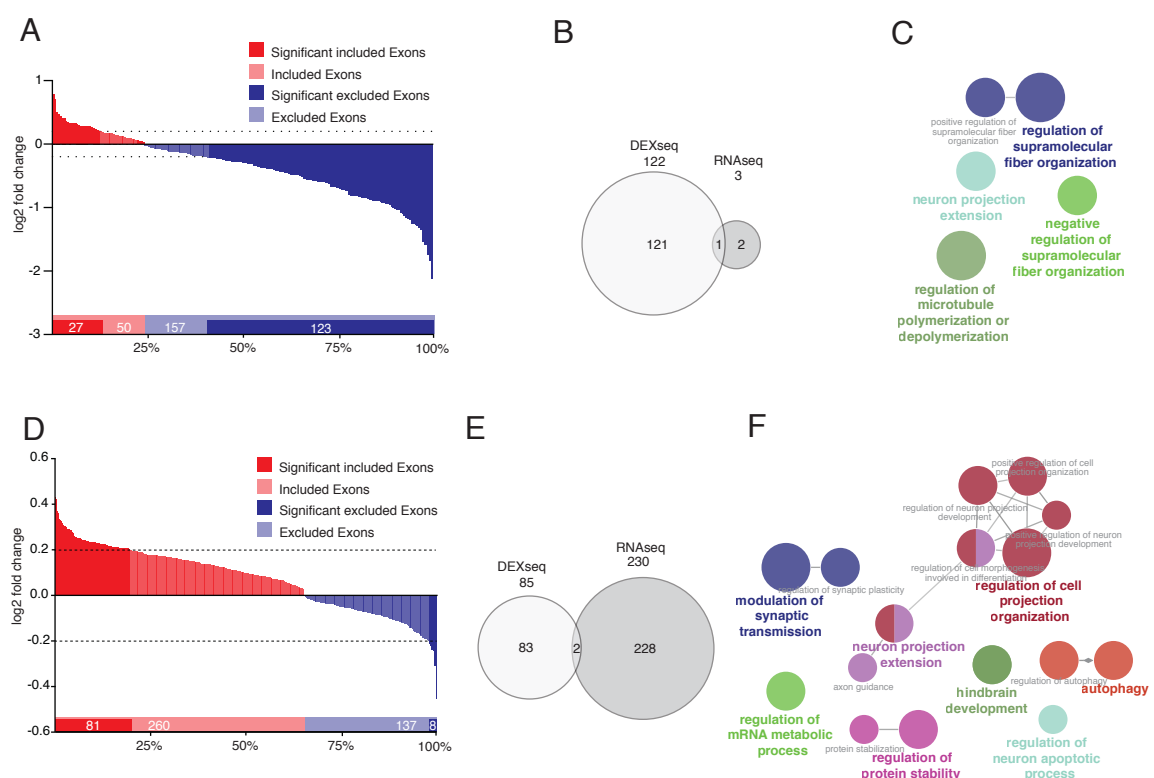 A
Significant included Exons
Included Exons
Significant excluded Exons
Excluded Exons
log2 fold change
1
0
-1
-2
-3
27
50
157
123
25%
50%
75%
100%
B
DEXseq
122
RNAseq
3
121
1
2
C
positive regulation of
supramolecular fiber
organization
regulation of
supramolecular
fiber organization
neuron projection
extension
negative
regulation of
supramolecular
fiber organization
regulation of
microtubule
polymerization or
depolymerization
D
Significant included Exons
Included Exons
Significant excluded Exons
Excluded Exons
log2 fold change
0.6
0.4
0.2
0.0
-0.2
-0.4
-0.6
81
260
137
8
25%
50%
75%
100%
E
DEXseq
85
RNAseq
230
83
2
228
F
positive regulation of cell
projection organization
regulation of neuron projection
development
positive regulation of neuron
projection development
regulation of cell morphogenesis
involved in differentiation
regulation of cell
projection
organization
modulation of
synaptic
transmission
regulation of synaptic plasticity
neuron projection
extension
axon guidance
hindbrain
development
regulation of autophagy
autophagy
regulation of
mRNA metabolic
process
protein stabilization
regulation of
protein stability
regulation of
neuron apoptotic
process